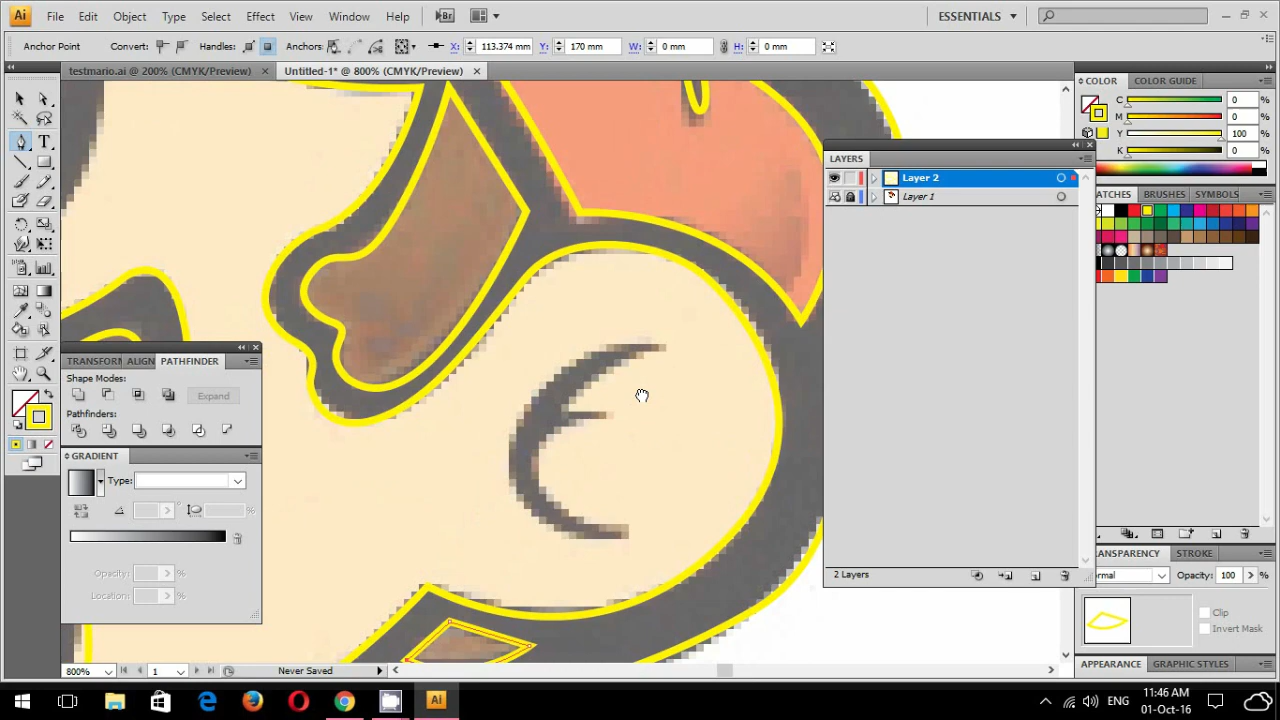 Ai File Edit Object Type Select Effect View Window Help Br ESSENTIALS
Anchor Point Convert: Handles: Anchors: X: 113.374 mm Y: 170 mm W: 0 mm H: 0 mm
testmario.ai @ 200% (CMYK/Preview) Untitled-1* @ 800% (CMYK/Preview)
COLOR COLOR GUIDE
C 0 %
M 0 %
Y 100 %
K 0 %
LAYERS
Layer 2
Layer 1
2 Layers
ATCHES BRUSHES SYMBOLS
TRANSFORM ALIGN PATHFINDER
Shape Modes:
Expand
Pathfinders:
GRADIENT
Type:
°
%
Opacity: %
Location: %
ANSPARENCY STROKE
rmal Opacity: 100 %
Clip
Invert Mask
APPEARANCE GRAPHIC STYLES
800% 1 Never Saved
Ai ENG 11:46 AM
01-Oct-16